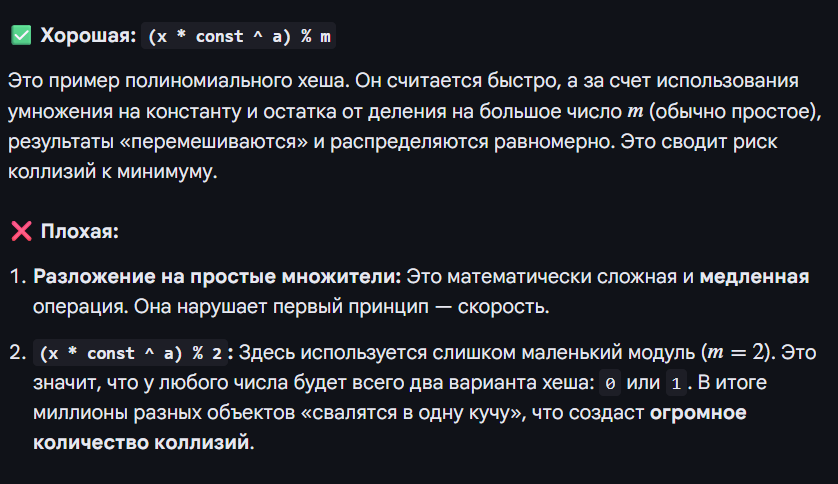 ✅ Хорошая: (x * const ^ a) % m
Это пример полиномиального хеша. Он считается быстро, а за счет использования
умножения на константу и остатка от деления на большое число m (обычно простое),
результаты «перемешиваются» и распределяются равномерно. Это сводит риск
коллизий к минимуму.
❌ Плохая:
1. Разложение на простые множители: Это математически сложная и медленная
операция. Она нарушает первый принцип — скорость.
2. (x * const ^ a) % 2 : Здесь используется слишком маленький модуль (m = 2). Это
значит, что у любого числа будет всего два варианта хеша: 0 или 1 . В итоге
миллионы разных объектов «свалятся в одну кучу», что создаст огромное
количество коллизий.